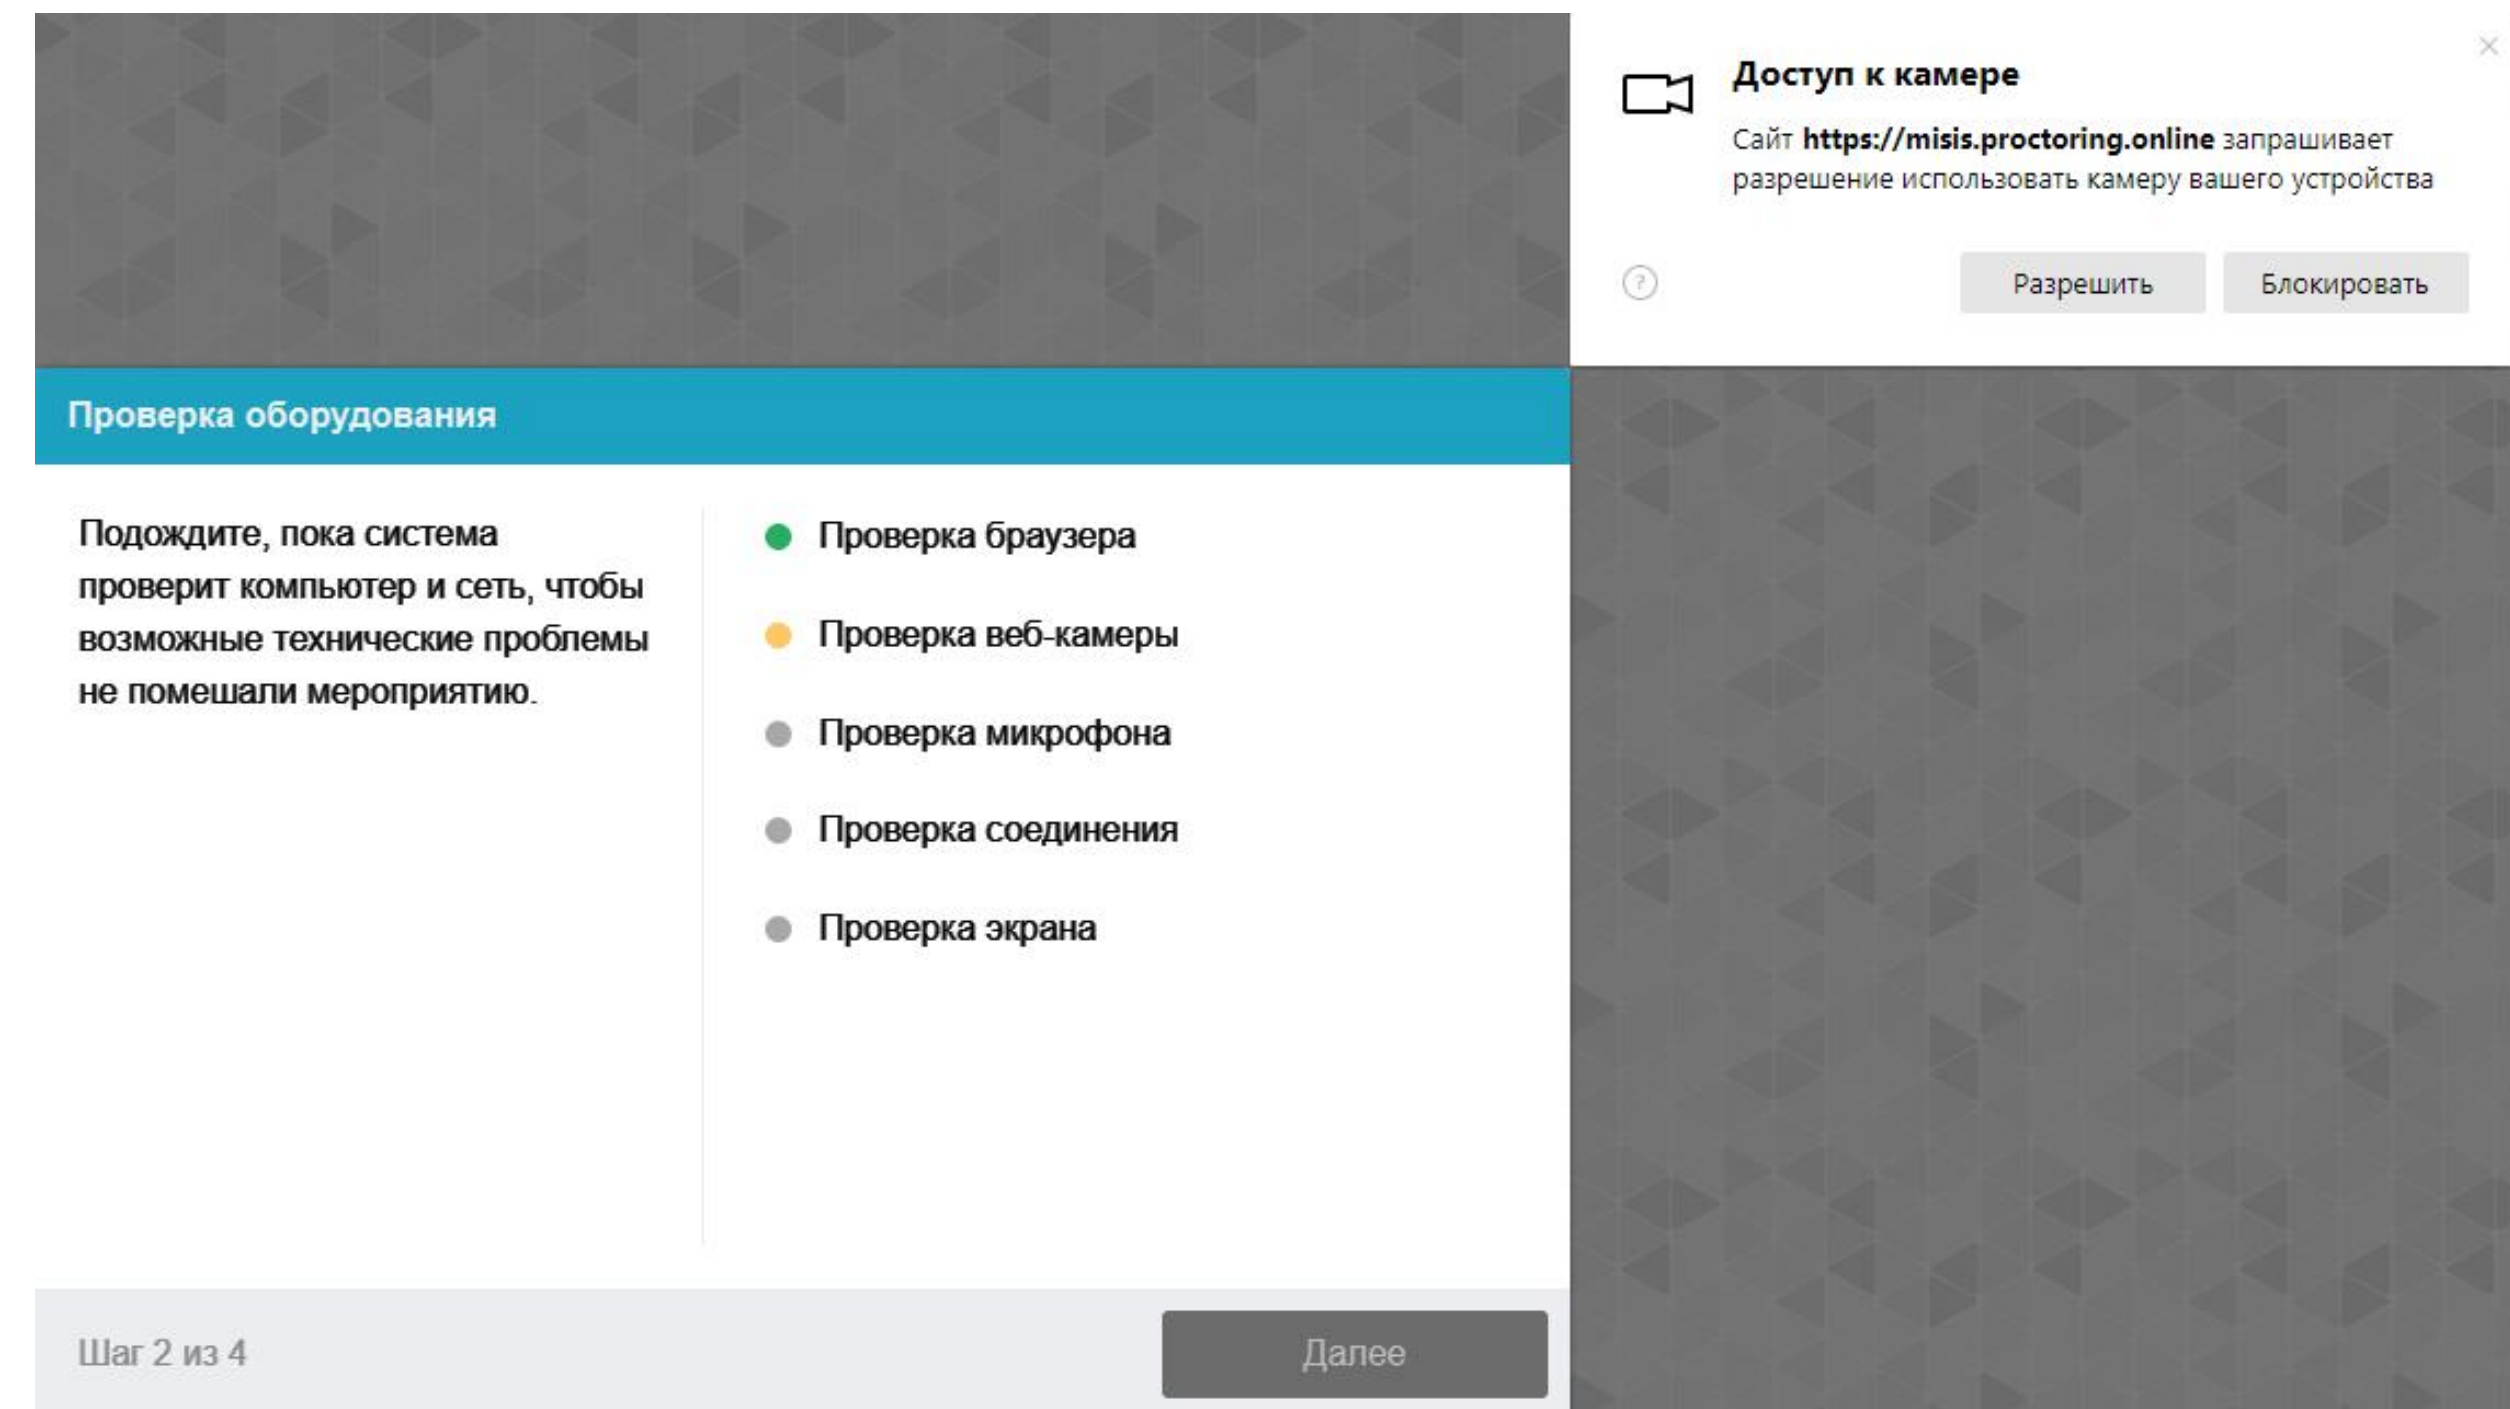 Доступ к камере
Сайт https://misis.proctoring.online запрашивает
разрешение использовать камеру вашего устройства
?
Разрешить
Блокировать
Проверка оборудования
Подождите, пока система
проверит компьютер и сеть, чтобы
возможные технические проблемы
не помешали мероприятию.
Проверка браузера
Проверка веб-камеры
Проверка микрофона
Проверка соединения
Проверка экрана
Шаг 2 из 4
Далее